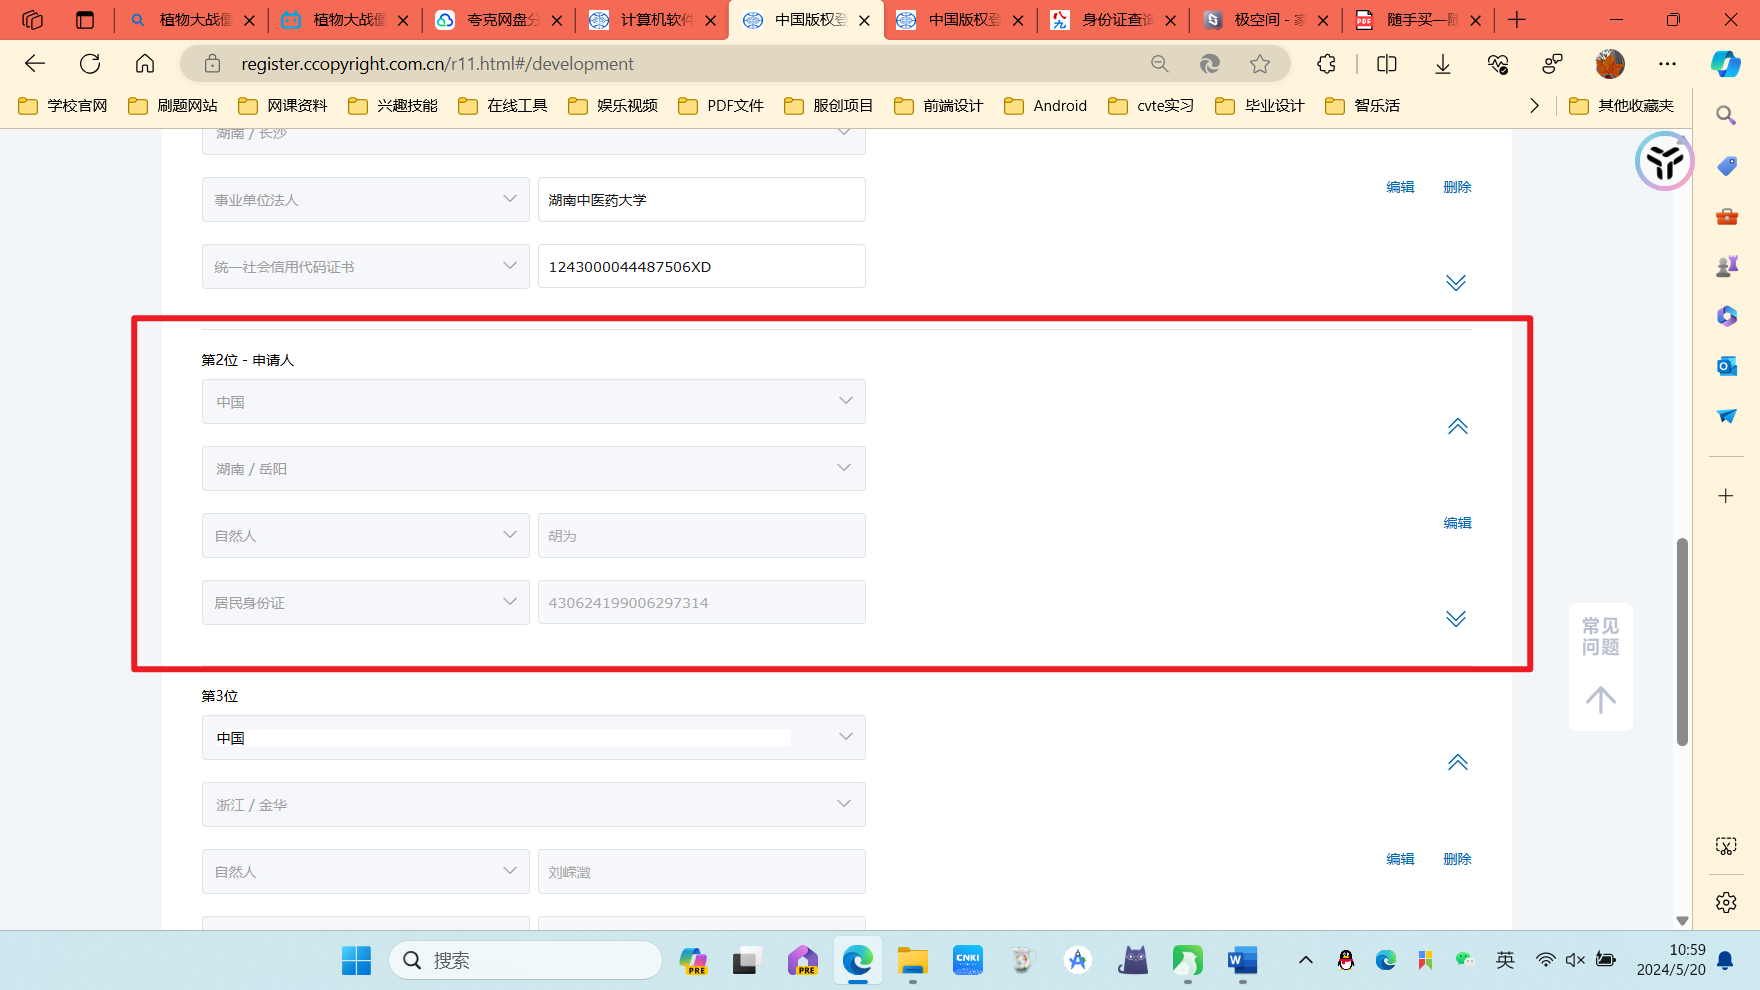 植物大战僵
植物大战僵
夸克网盘分
计算机软件
中国版权登
中国版权登
身份证查询
极空间 - 家
随手买—随
register.ccopyright.com.cn/r11.html#/development
学校官网
刷题网站
网课资料
兴趣技能
在线工具
娱乐视频
PDF文件
服创项目
前端设计
Android
cvte实习
毕业设计
智乐活
其他收藏夹
湖南 / 长沙
事业单位法人
湖南中医药大学
编辑
删除
统一社会信用代码证书
1243000044487506XD
第2位 - 申请人
中国
湖南 / 岳阳
自然人
胡为
编辑
居民身份证
430624199006297314
常见
问题
第3位
中国
浙江 / 金华
自然人
刘嵘澂
编辑
删除
搜索
PRE
PRE
CNKI
英
10:59
2024/5/20